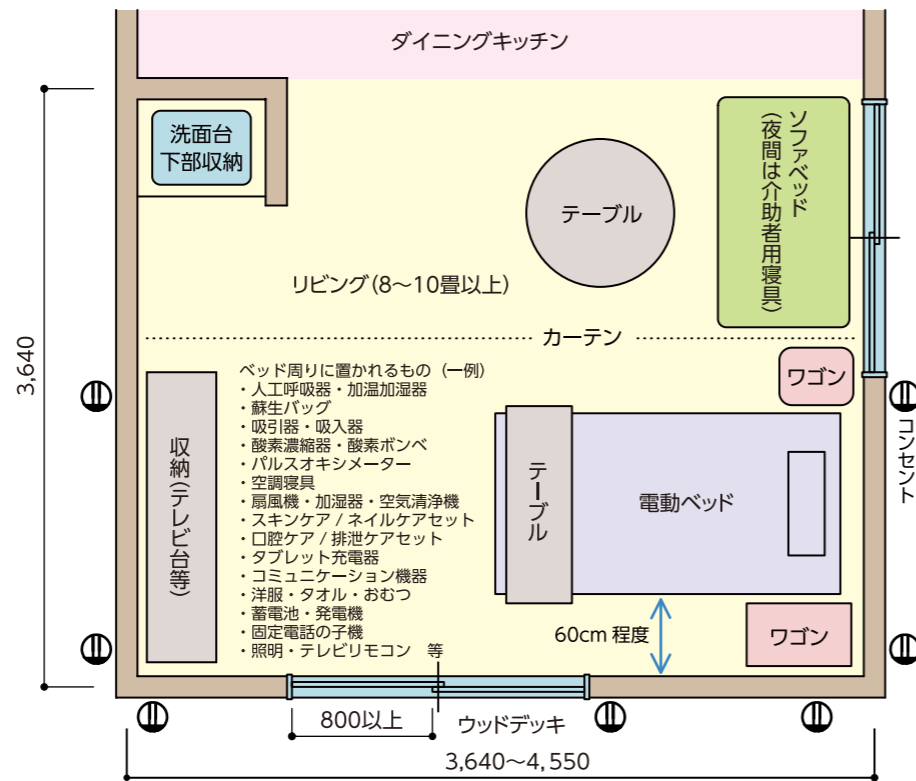 ダイニングキッチン
洗面台
下部収納
ソファベッド
(夜間は介助者用寝具)
テーブル
リビング(8〜10畳以上)
カーテン
3,640
ワゴン
ベッド周りに置かれるもの(一例)
・人工呼吸器・加温加湿器
・蘇生バッグ
・吸引器・吸入器
・酸素濃縮器・酸素ボンベ
・パルスオキシメーター
・空調寝具
・扇風機・加湿器・空気清浄機
・スキンケア / ネイルケアセット
・口腔ケア / 排泄ケアセット
・タブレット充電器
・コミュニケーション機器
・洋服・タオル・おむつ
・蓄電池・発電機
・固定電話の子機
・照明・テレビリモコン 等
収納(テレビ台等)
テーブル
電動ベッド
コンセント
60cm 程度
ワゴン
800以上
ウッドデッキ
3,640〜4,550